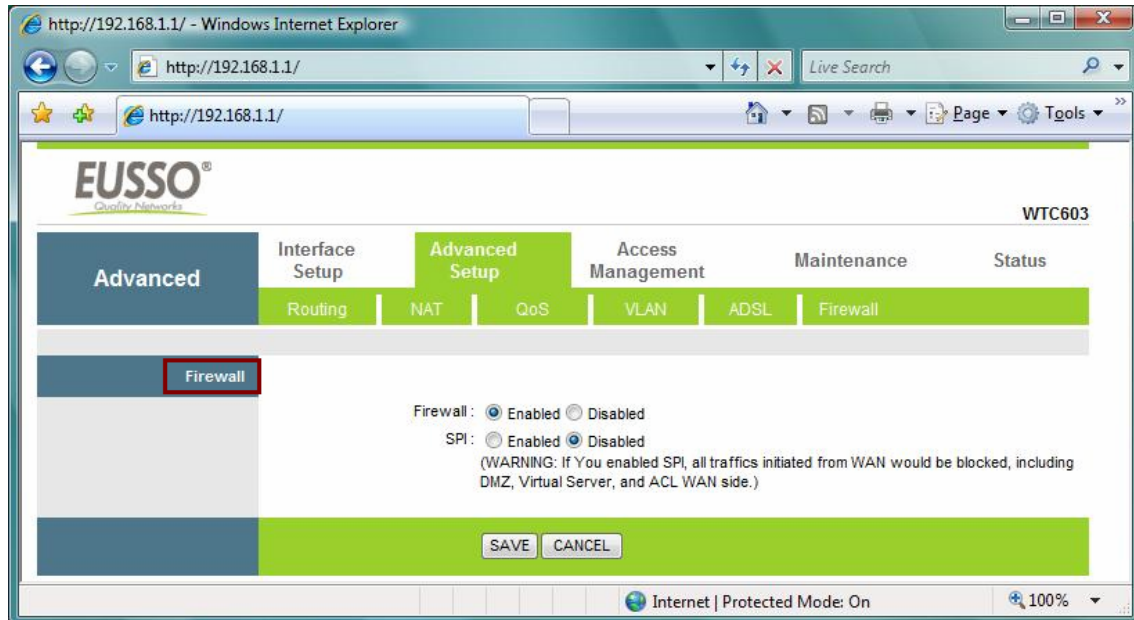 http://192.168.1.1/ - Windows Internet Explorer
http://192.168.1.1/
Live Search
http://192.168.1.1/
Page
Tools
EUSSO®
Quality Networks
WTC603
Advanced
Interface Setup
Advanced Setup
Access Management
Maintenance
Status
Routing
NAT
QoS
VLAN
ADSL
Firewall
Firewall
Firewall : Enabled Disabled
SPI : Enabled Disabled
(WARNING: If You enabled SPI, all traffics initiated from WAN would be blocked, including
DMZ, Virtual Server, and ACL WAN side.)
SAVE
CANCEL
Internet | Protected Mode: On
100%